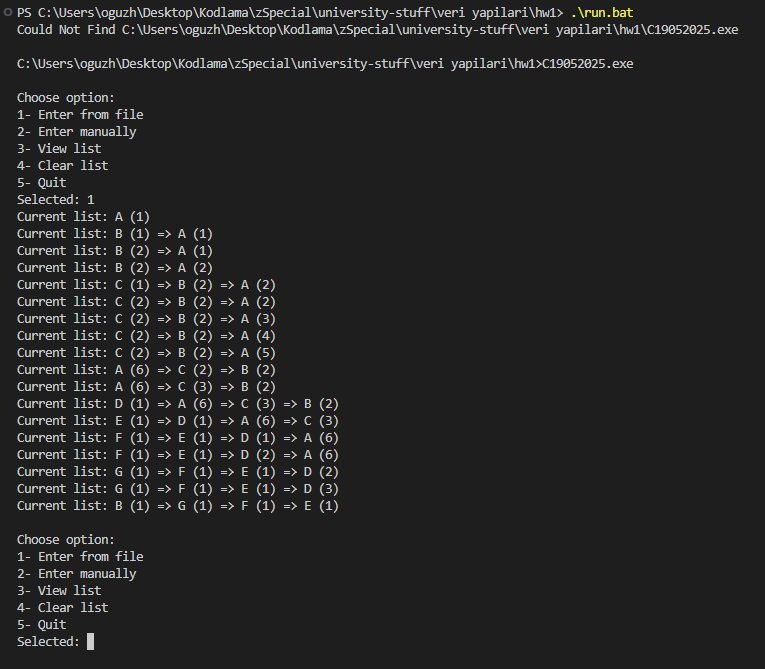 PS C:\Users\oguzh\Desktop\Kodlama\zSpecial\university-stuff\veri yapilari\hw1> .\run.bat
Could Not Find C:\Users\oguzh\Desktop\Kodlama\zSpecial\university-stuff\veri yapilari\hw1\C19052025.exe
C:\Users\oguzh\Desktop\Kodlama\zSpecial\university-stuff\veri yapilari\hw1>C19052025.exe
Choose option:
1- Enter from file
2- Enter manually
3- View list
4- Clear list
5- Quit
Selected: 1
Current list: A (1)
Current list: B (1) => A (1)
Current list: B (2) => A (1)
Current list: B (2) => A (2)
Current list: C (1) => B (2) => A (2)
Current list: C (2) => B (2) => A (2)
Current list: C (2) => B (2) => A (3)
Current list: C (2) => B (2) => A (4)
Current list: C (2) => B (2) => A (5)
Current list: A (6) => C (2) => B (2)
Current list: A (6) => C (3) => B (2)
Current list: D (1) => A (6) => C (3) => B (2)
Current list: E (1) => D (1) => A (6) => C (3)
Current list: F (1) => E (1) => D (1) => A (6)
Current list: F (1) => E (1) => D (2) => A (6)
Current list: G (1) => F (1) => E (1) => D (2)
Current list: G (1) => F (1) => E (1) => D (3)
Current list: B (1) => G (1) => F (1) => E (1)
Choose option:
1- Enter from file
2- Enter manually
3- View list
4- Clear list
5- Quit
Selected: